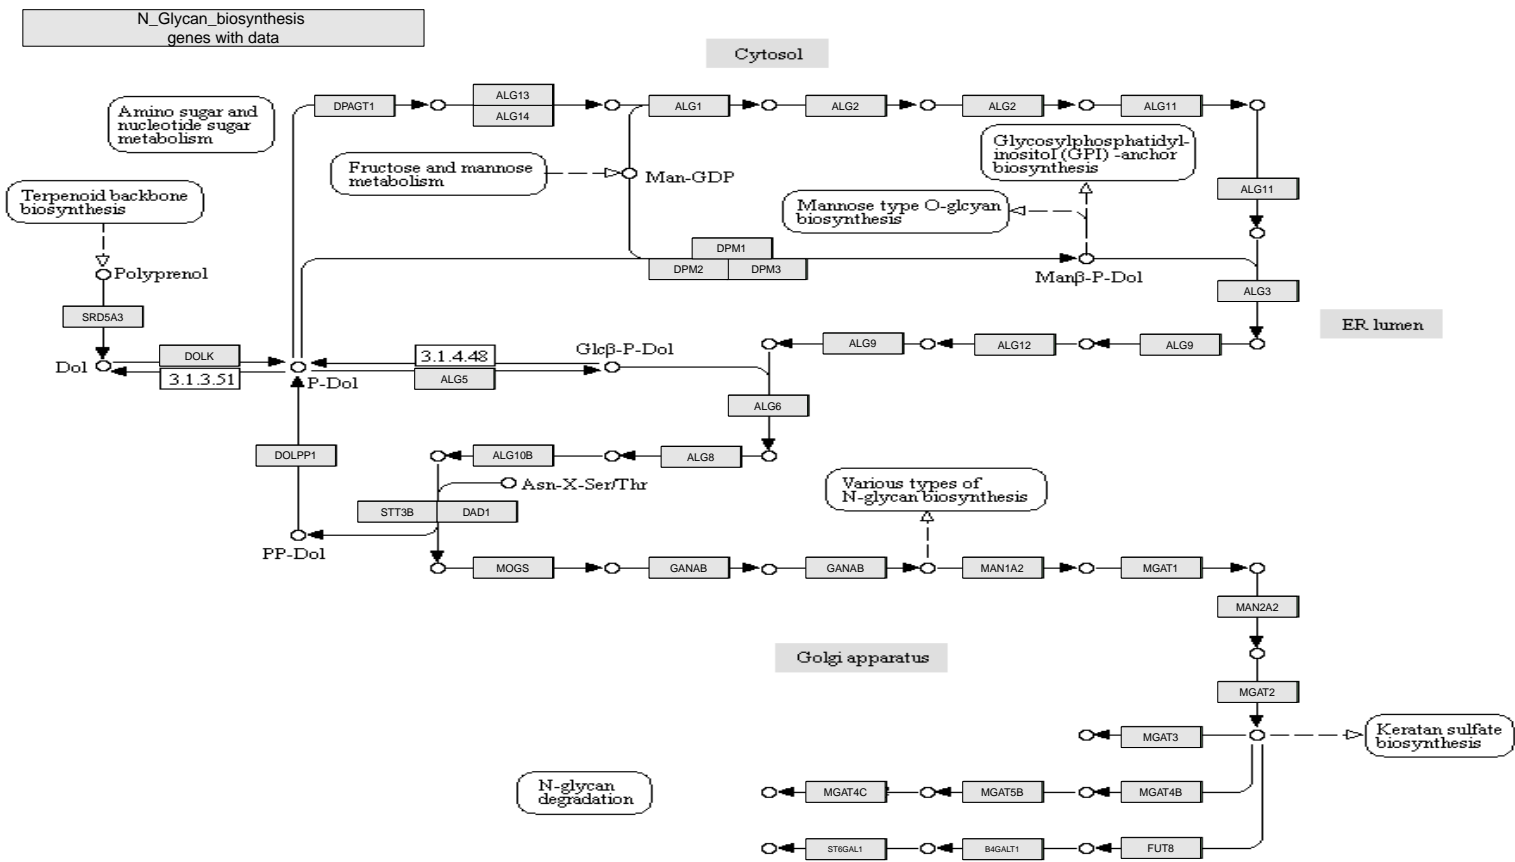 N_Glycan_biosynthesis
genes with data
Cytosol
Amino sugar and
nucleotide sugar
metabolism
DPAGT1
ALG13
ALG14
ALG1
ALG2
ALG2
ALG11
Fructose and mannose
metabolism
Man-GDP
Glycosylphosphatidyl-
inositol (GPI) -anchor
biosynthesis
Terpenoid backbone
biosynthesis
Mannose type O-glcyan
biosynthesis
ALG11
DPM1
DPM2
DPM3
Polyprenol
Manβ-P-Dol
ALG3
SRD5A3
ER lumen
Dol
DOLK
3.1.3.51
P-Dol
3.1.4.48
ALG5
Glcβ-P-Dol
ALG9
ALG12
ALG9
ALG6
DOLPP1
ALG10B
ALG8
Asn-X-Ser/Thr
STT3B
DAD1
Various types of
N-glycan biosynthesis
PP-Dol
MOGS
GANAB
GANAB
MAN1A2
MGAT1
MAN2A2
Golgi apparatus
MGAT2
MGAT3
Keratan sulfate
biosynthesis
N-glycan
degradation
MGAT4C
MGAT5B
MGAT4B
ST6GAL1
B4GALT1
FUT8